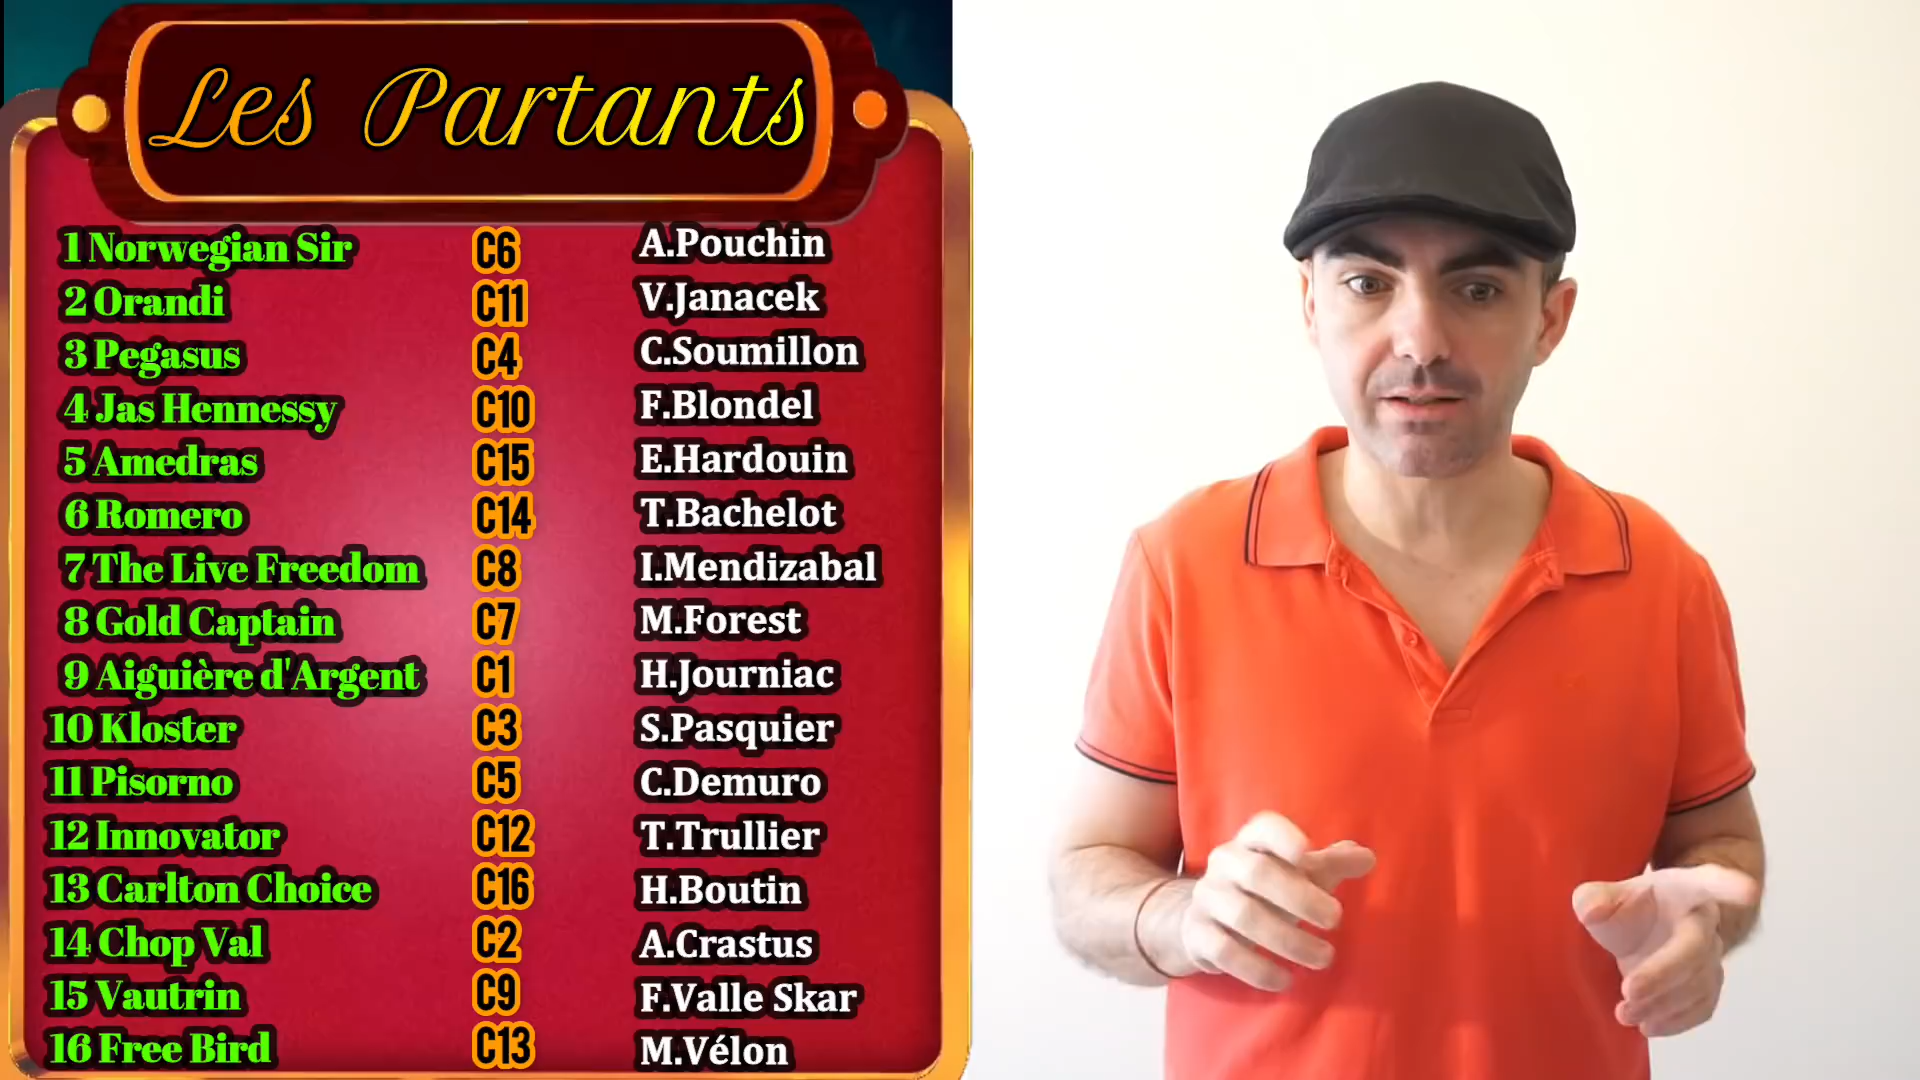 Les Partants
1 Norwegian Sir C6 A.Pouchin
2 Orandi C11 V.Janacek
3 Pegasus C4 C.Soumillon
4 Jas Hennessy C10 F.Blondel
5 Amedras C15 E.Hardouin
6 Romero C14 T.Bachelot
7 The Live Freedom C8 I.Mendizabal
8 Gold Captain C7 M.Forest
9 Aiguière d'Argent C1 H.Journiac
10 Kloster C3 S.Pasquier
11 Pisorno C5 C.Demuro
12 Innovator C12 T.Trullier
13 Carlton Choice C16 H.Boutin
14 Chop Val C2 A.Crastus
15 Vautrin C9 F.Valle Skar
16 Free Bird C13 M.Vélon